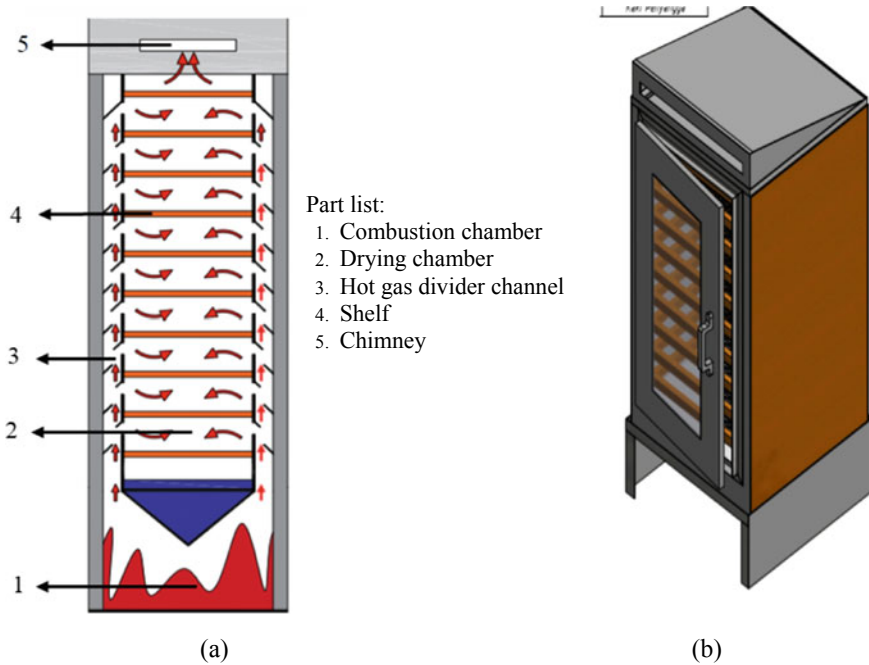 5
4
3
2
1
Part list:
1. Combustion chamber
2. Drying chamber
3. Hot gas divider channel
4. Shelf
5. Chimney
(a)
(b)